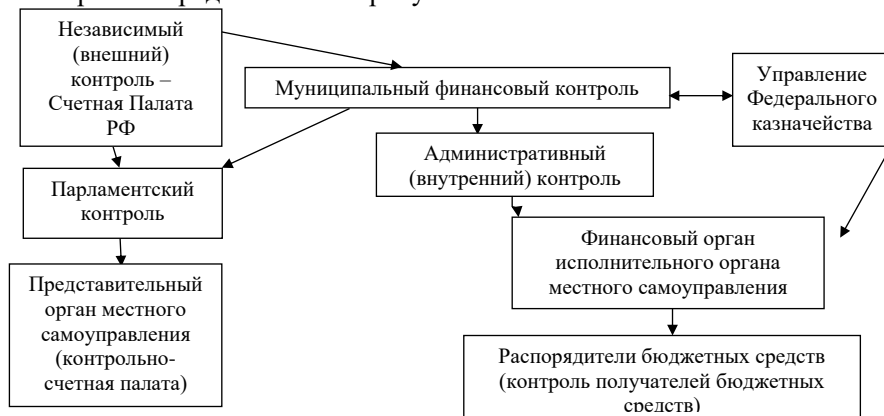 Независимый
(внешний)
контроль –
Счетная Палата
РФ
Муниципальный финансовый контроль
Управление
Федерального
казначейства
Административный
(внутренний) контроль
Парламентский
контроль
Финансовый орган
исполнительного органа
местного самоуправления
Представительный
орган местного
самоуправления
(контрольно-
счетная палата)
Распорядители бюджетных средств
(контроль получателей бюджетных
средств)